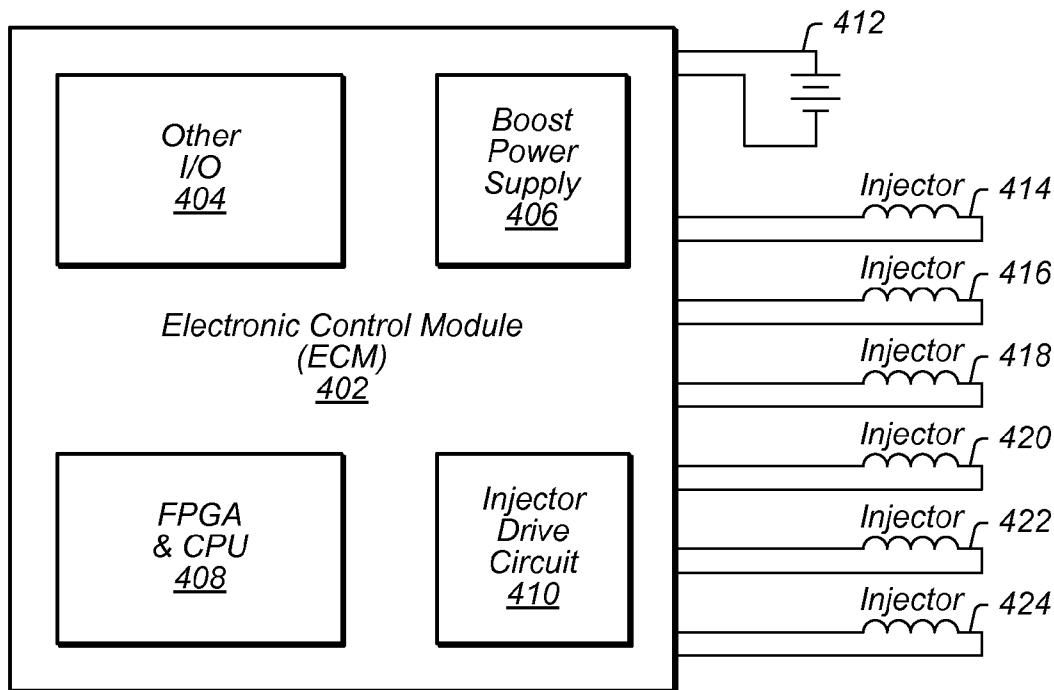 412
Other
I/O
404
Boost
Power
Supply
406
Injector 414
Injector 416
Electronic Control Module
(ECM)
402
Injector 418
Injector 420
FPGA
& CPU
408
Injector
Drive
Circuit
410
Injector 422
Injector 424